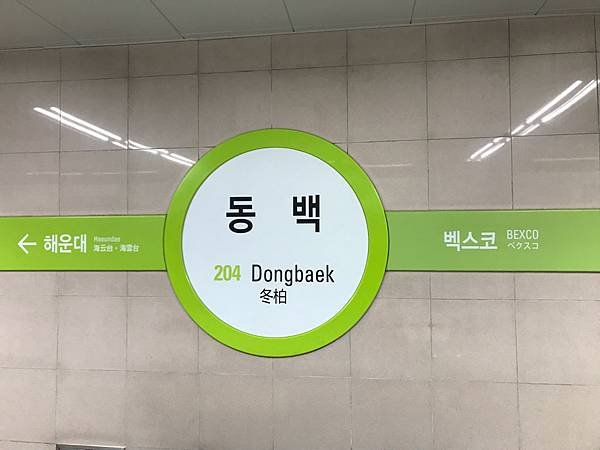 동 백
204 Dongbaek
冬柏
← 해운대
Haeundae
海云台·海雲台
벡스코
BEXCO
ベクスコ